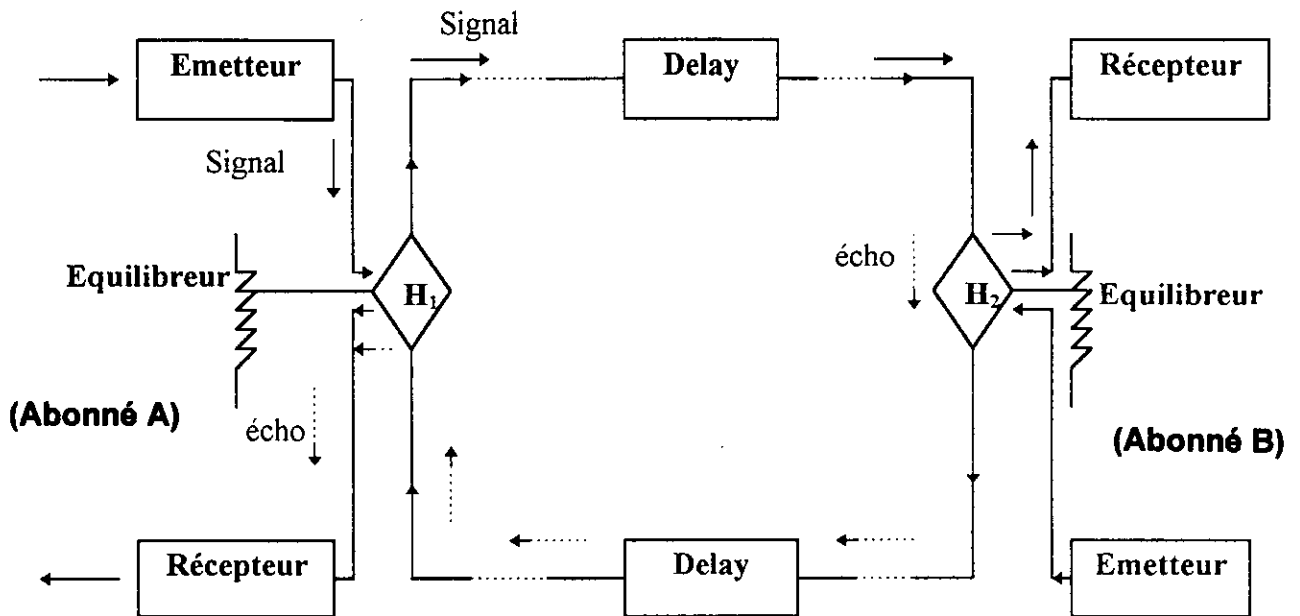 Signal
Emetteur
Delay
Récepteur
Signal
écho
Equilibreur
H₁
H₂
Equilibreur
(Abonné A)
écho
(Abonné B)
Récepteur
Delay
Emetteur